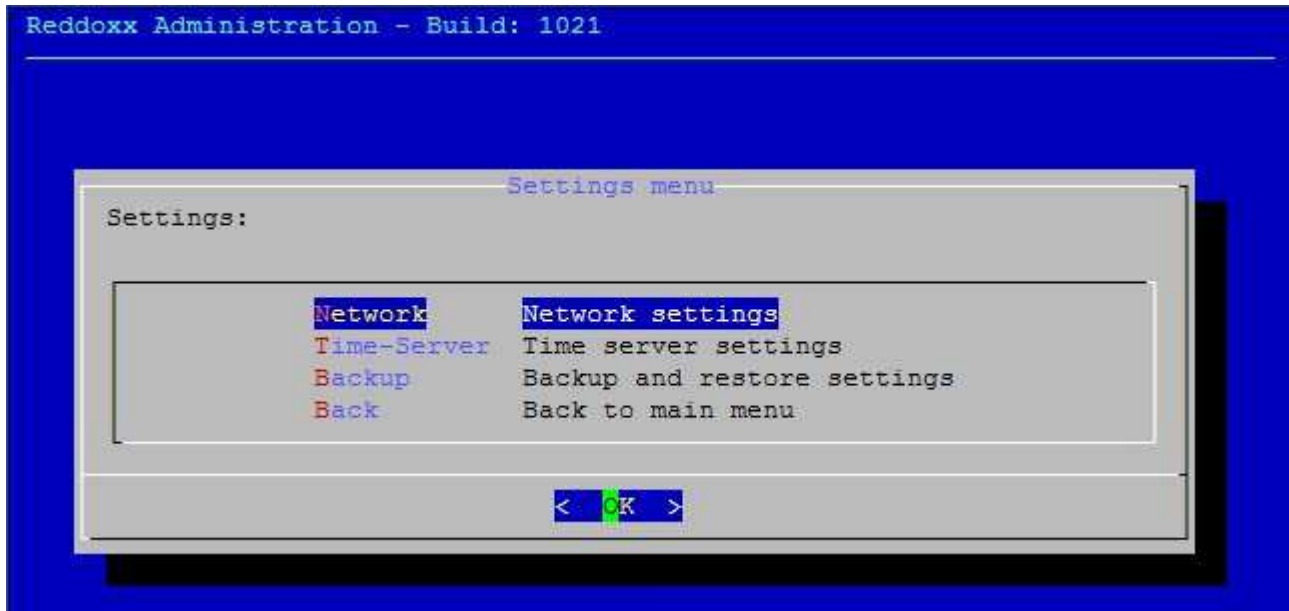 Reddoxx Administration - Build: 1021
Settings menu
Settings:
Network Network settings
Time-Server Time server settings
Backup Backup and restore settings
Back Back to main menu
< OK >